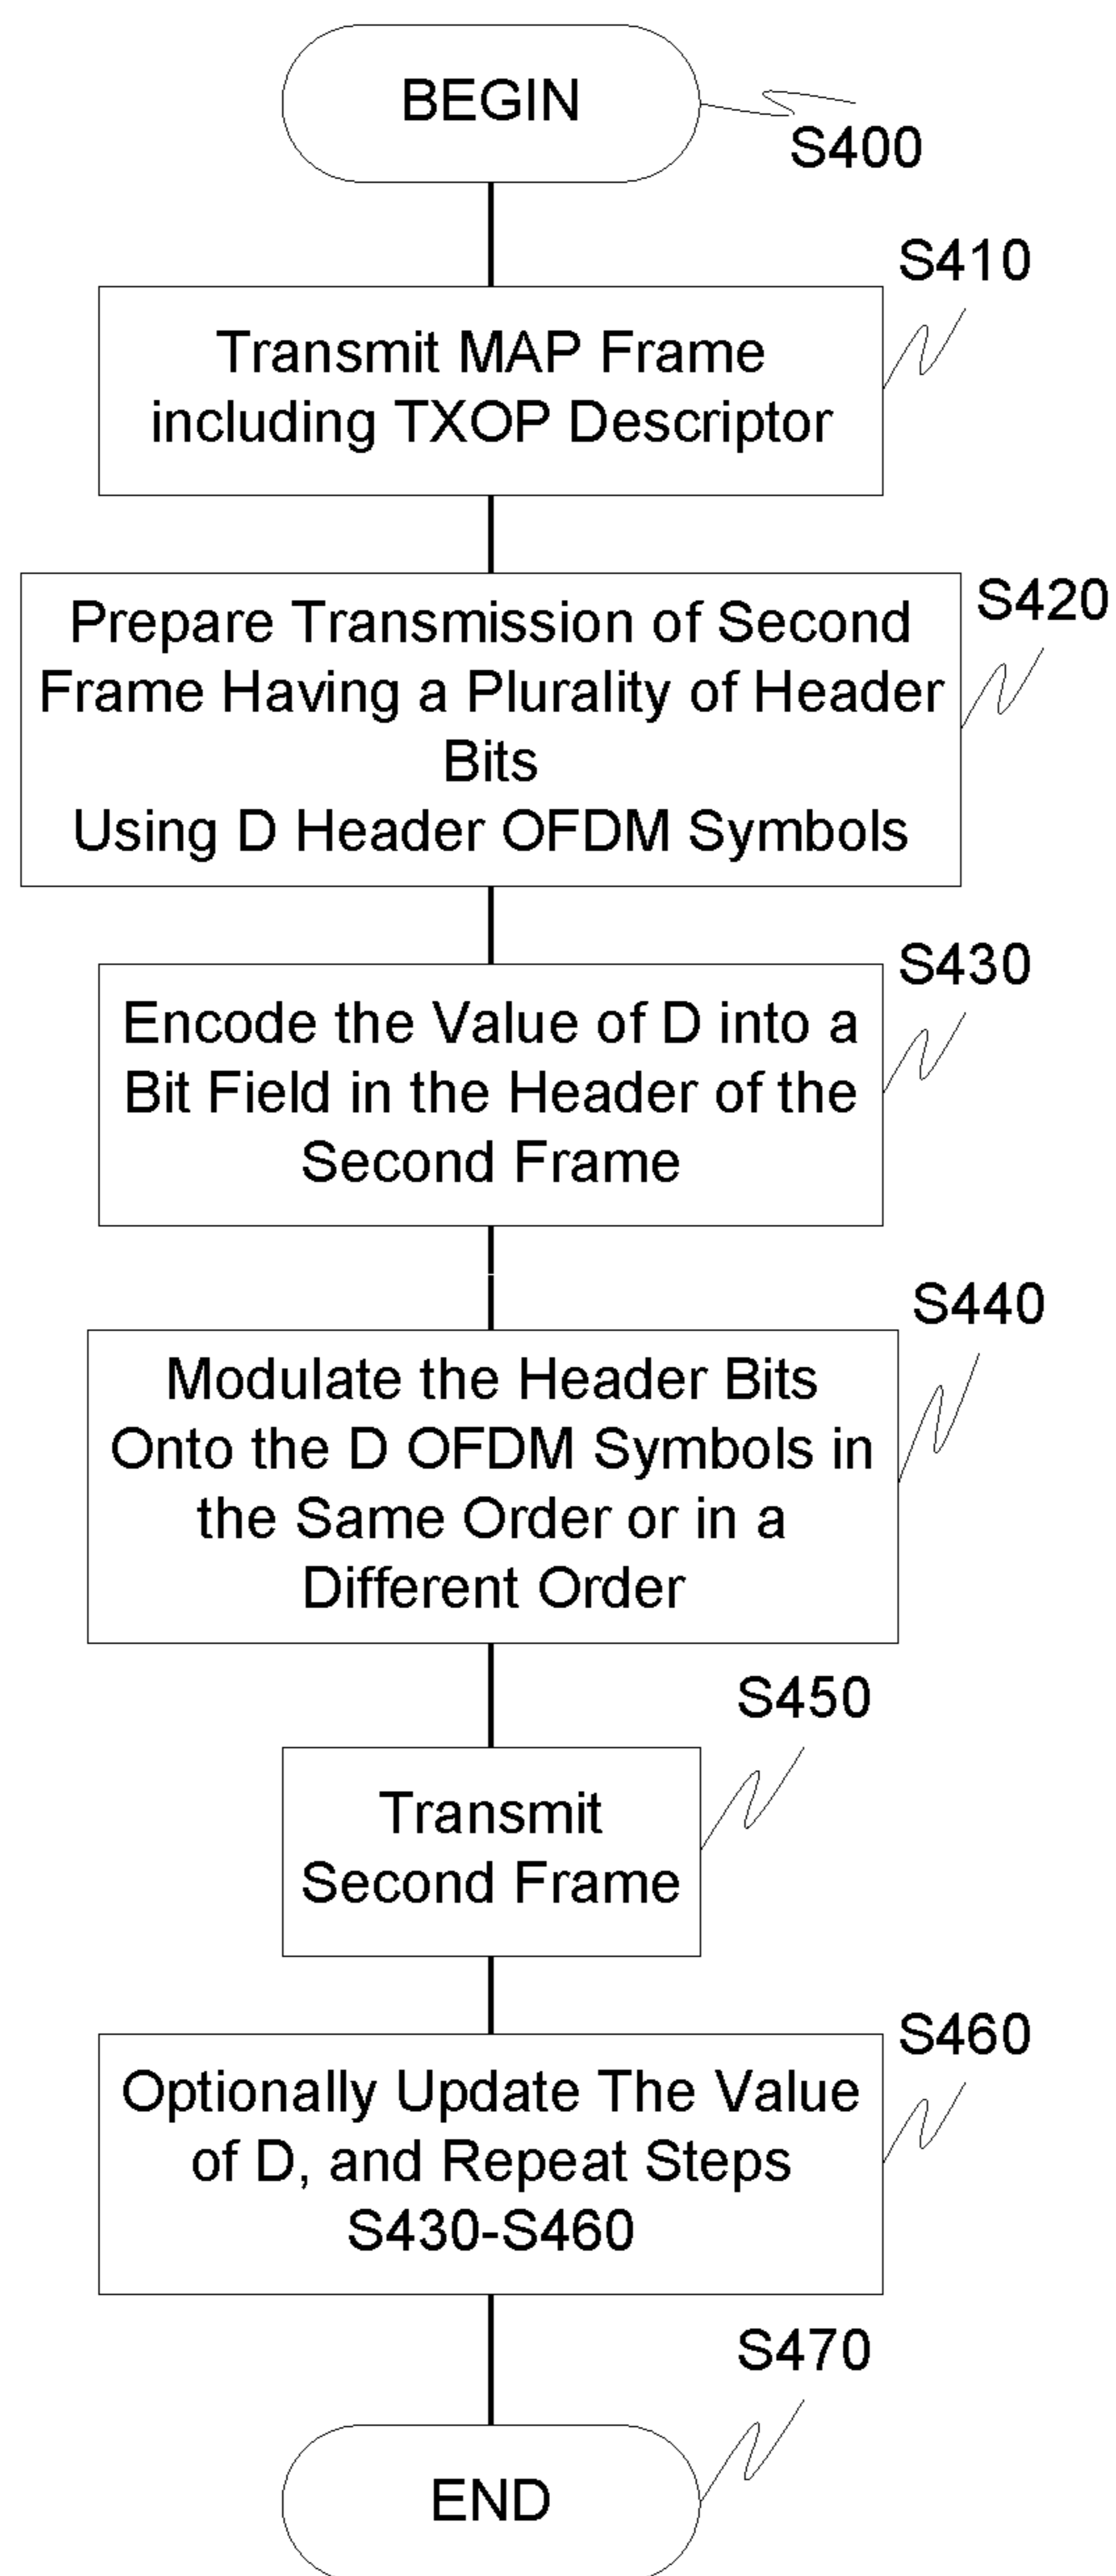 BEGIN
S400
S410
Transmit MAP Frame
including TXOP Descriptor
S420
Prepare Transmission of Second
Frame Having a Plurality of Header
Bits
Using D Header OFDM Symbols
S430
Encode the Value of D into a
Bit Field in the Header of the
Second Frame
S440
Modulate the Header Bits
Onto the D OFDM Symbols in
the Same Order or in a
Different Order
S450
Transmit
Second Frame
S460
Optionally Update The Value
of D, and Repeat Steps
S430-S460
S470
END